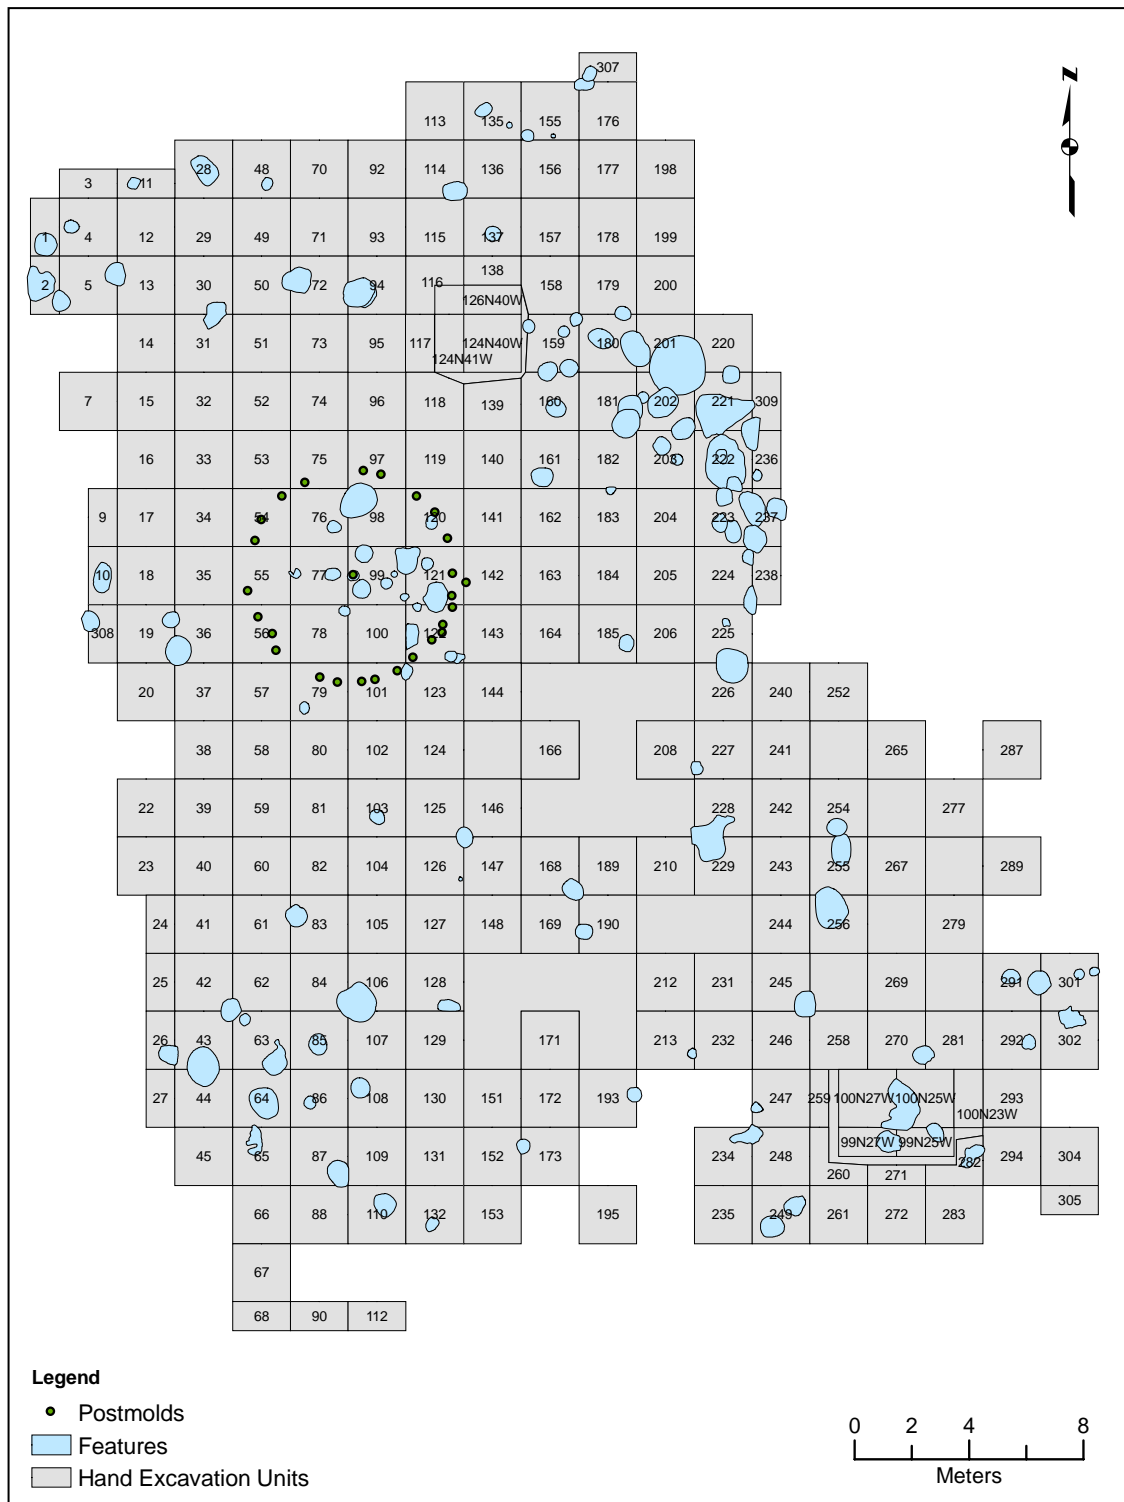 307
113 135 155 176
28 48 70 92 114 136 156 177 198
3 11
1 4 12 29 49 71 93 115 137 157 178 199
138
2 5 13 30 50 72 94 116 158 179 200
126N40W
14 31 51 73 95 117 124N40W 159 180 201 220
124N41W
7 15 32 52 74 96 118 139 160 181 202 221 309
16 33 53 75 97 119 140 161 182 203 222 236
9 17 34 54 76 98 120 141 162 183 204 223 237
10 18 35 55 77 99 121 142 163 184 205 224 238
308 19 36 56 78 100 122 143 164 185 206 225
20 37 57 79 101 123 144 226 240 252
38 58 80 102 124 166 208 227 241 265 287
22 39 59 81 103 125 146 228 242 254 277
23 40 60 82 104 126 147 168 189 210 229 243 255 267 289
24 41 61 83 105 127 148 169 190 244 256 279
25 42 62 84 106 128 212 231 245 269 291 301
26 43 63 85 107 129 171 213 232 246 258 270 281 292 302
27 44 64 86 108 130 151 172 193 247 259 100N27W 100N25W 293
100N23W
45 65 87 109 131 152 173 234 248 99N27W 99N25W 282 294 304
260 271
66 88 110 132 153 195 235 249 261 272 283 305
67
68 90 112
Z
Legend
Postmolds
Features
Hand Excavation Units
0 2 4 8
Meters